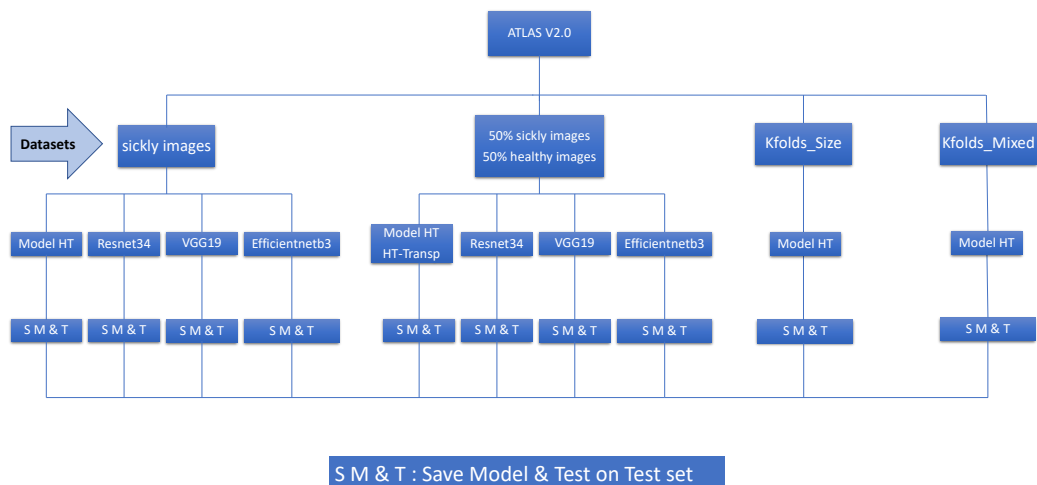 ATLAS V2.0
Datasets
sickly images
50% sickly images
50% healthy images
Kfolds_Size
Kfolds_Mixed
Model HT
Resnet34
VGG19
Efficientnetb3
Model HT
HT-Transp
Resnet34
VGG19
Efficientnetb3
Model HT
Model HT
S M & T
S M & T
S M & T
S M & T
S M & T
S M & T
S M & T
S M & T
S M & T
S M & T
S M & T : Save Model & Test on Test set